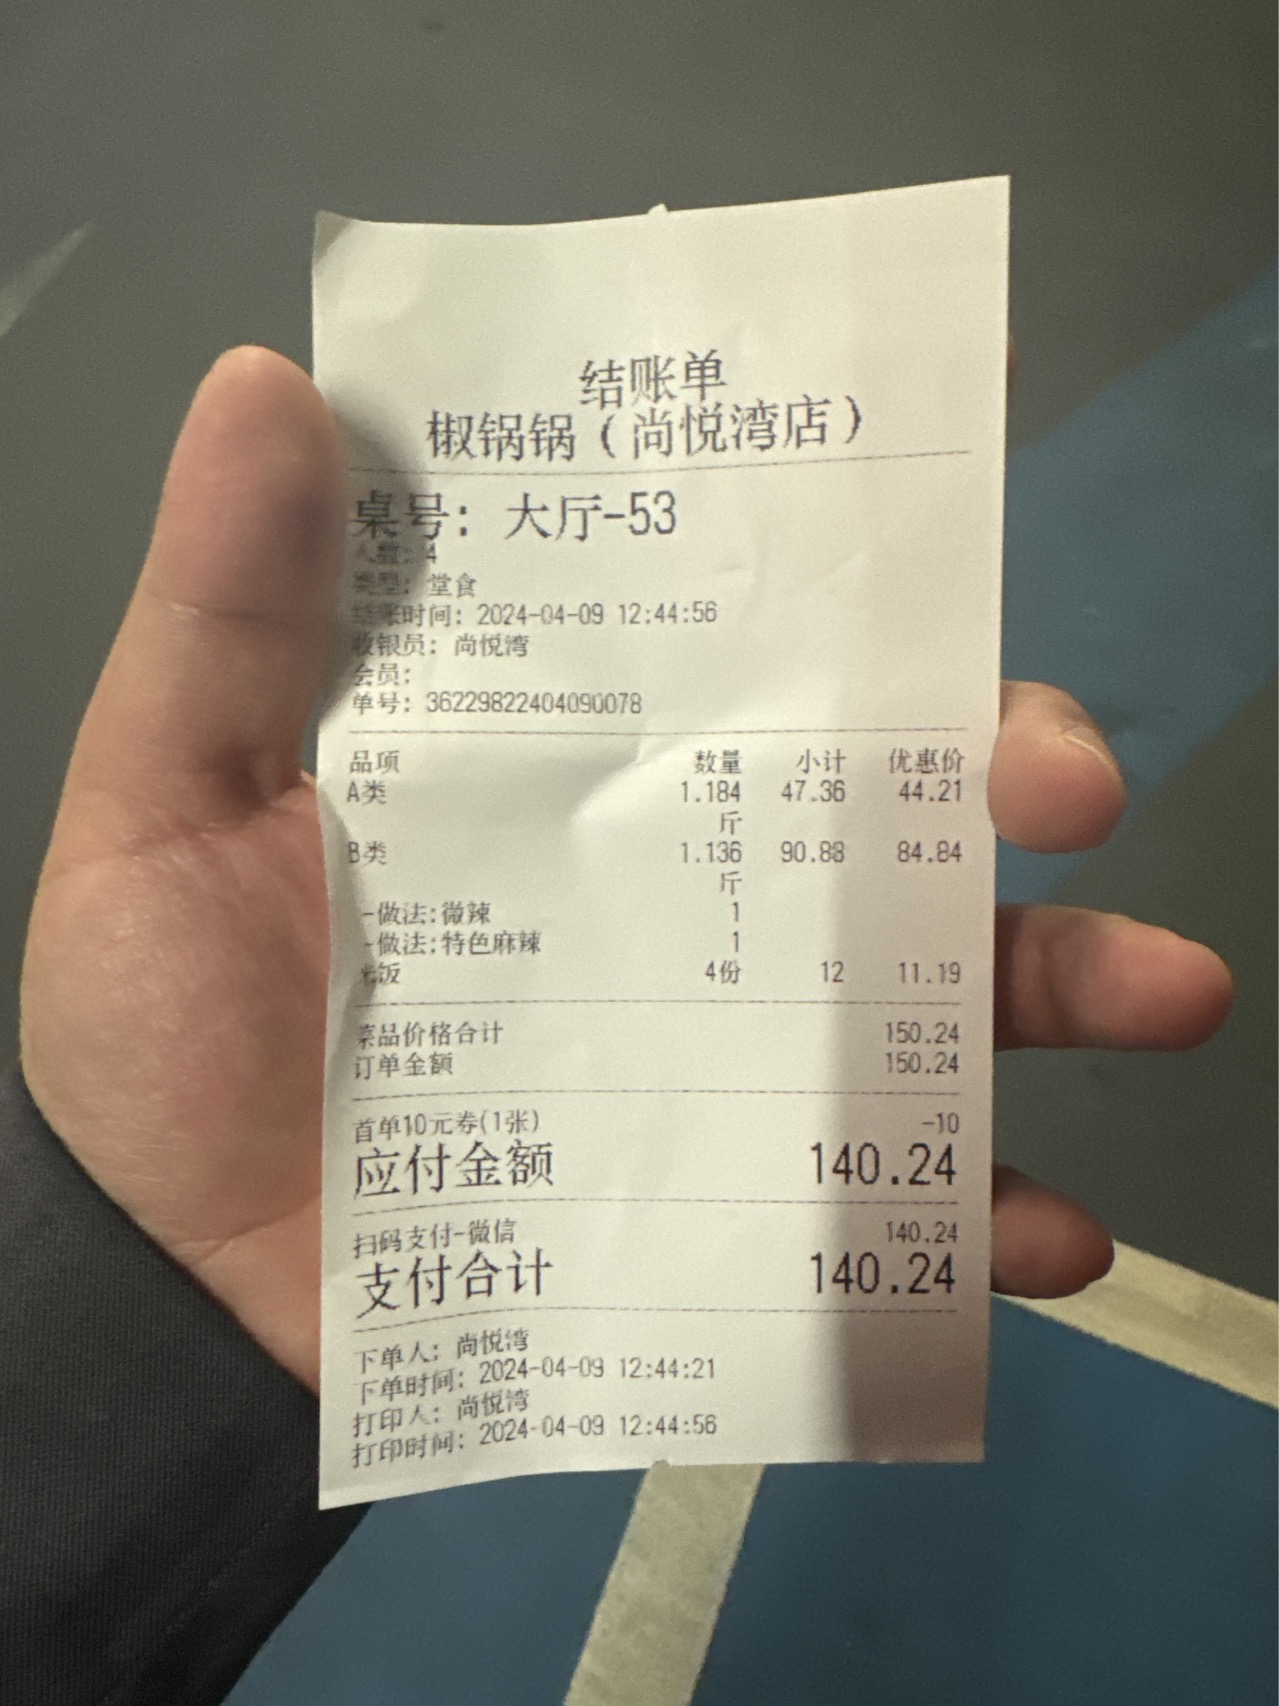 结账单
椒锅锅（尚悦湾店）
桌号：大厅-53
人数：4
类型：堂食
结账时间：2024-04-09 12:44:56
收银员：尚悦湾
会员：
单号：36229822404090078
品项 数量 小计 优惠价
A类 1.184 47.36 44.21
斤
B类 1.136 90.88 84.84
斤
-做法:微辣 1
-做法:特色麻辣 1
米饭 4份 12 11.19
菜品价格合计 150.24
订单金额 150.24
首单10元券(1张) -10
应付金额 140.24
扫码支付-微信 140.24
支付合计 140.24
下单人：尚悦湾
下单时间：2024-04-09 12:44:21
打印人：尚悦湾
打印时间：2024-04-09 12:44:56